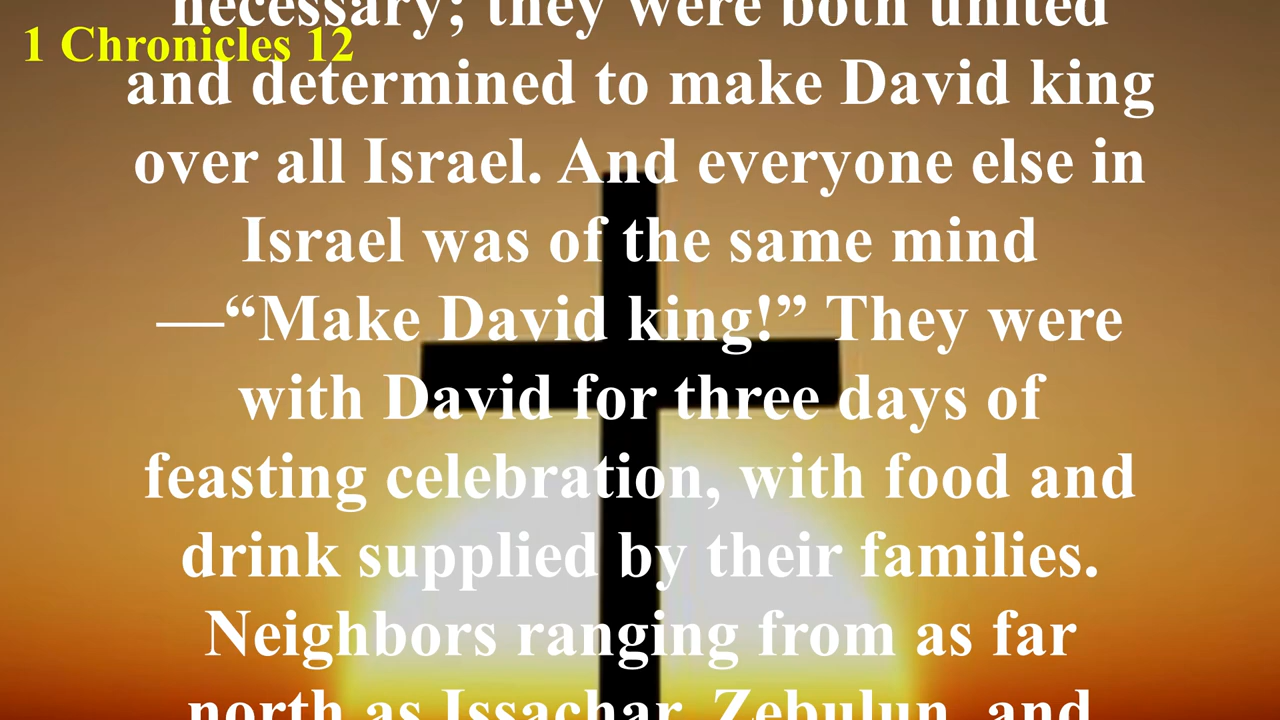 necessary; they were both united
1 Chronicles 12
and determined to make David king
over all Israel. And everyone else in
Israel was of the same mind
—“Make David king!” They were
with David for three days of
feasting celebration, with food and
drink supplied by their families.
Neighbors ranging from as far
north as Issachar, Zebulun, and